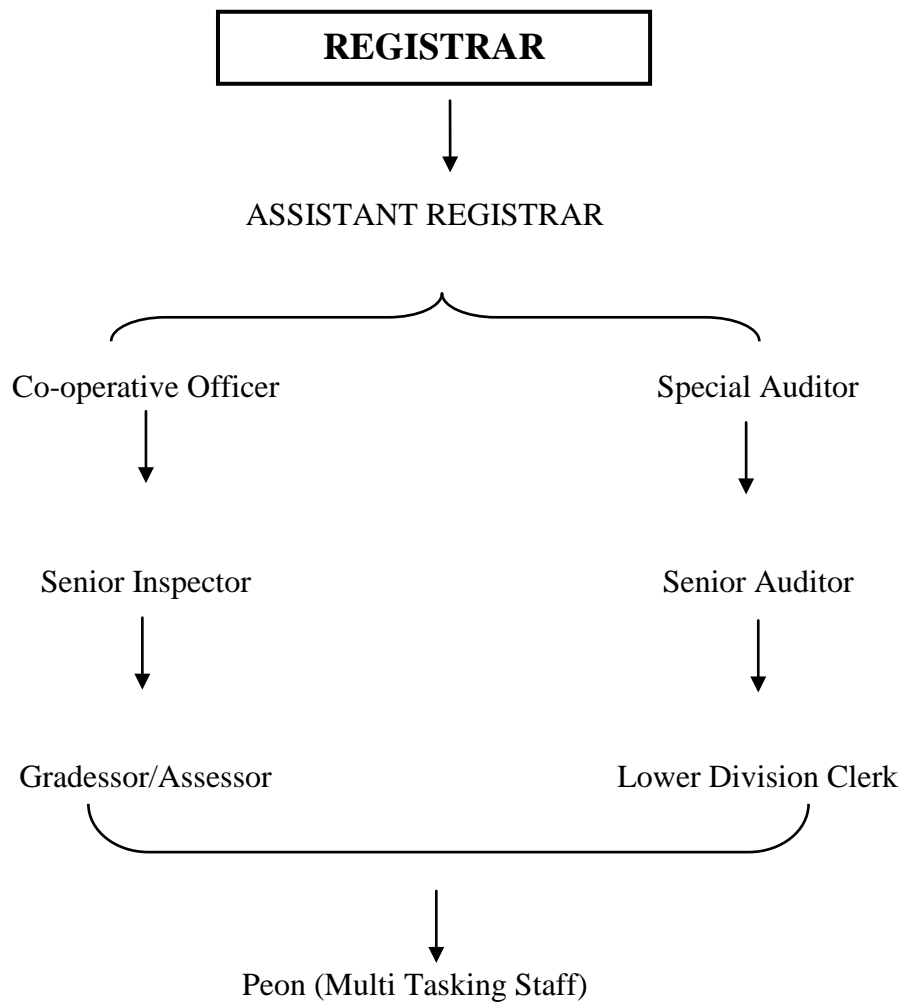 REGISTRAR
ASSISTANT REGISTRAR
Co-operative Officer
Special Auditor
Senior Inspector
Senior Auditor
Gradessor/Assessor
Lower Division Clerk
Peon (Multi Tasking Staff)